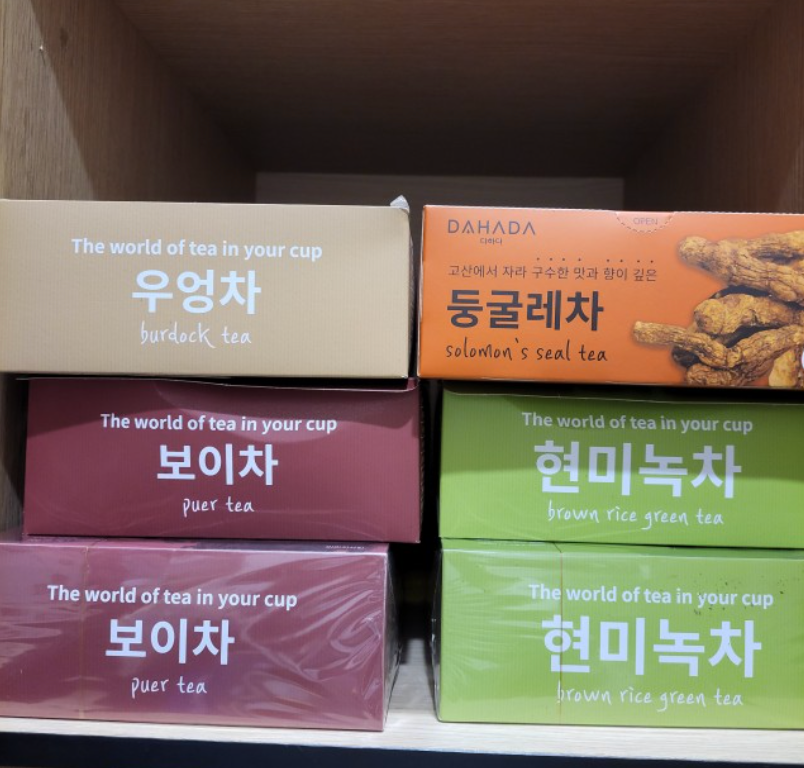 The world of tea in your cup
우엉차
burdock tea
DAHADA
다하다
OPEN
고산에서 자라 구수한 맛과 향이 깊은
둥굴레차
solomon's seal tea
The world of tea in your cup
보이차
puer tea
The world of tea in your cup
현미녹차
brown rice green tea
The world of tea in your cup
보이차
puer tea
The world of tea in your cup
현미녹차
brown rice green tea